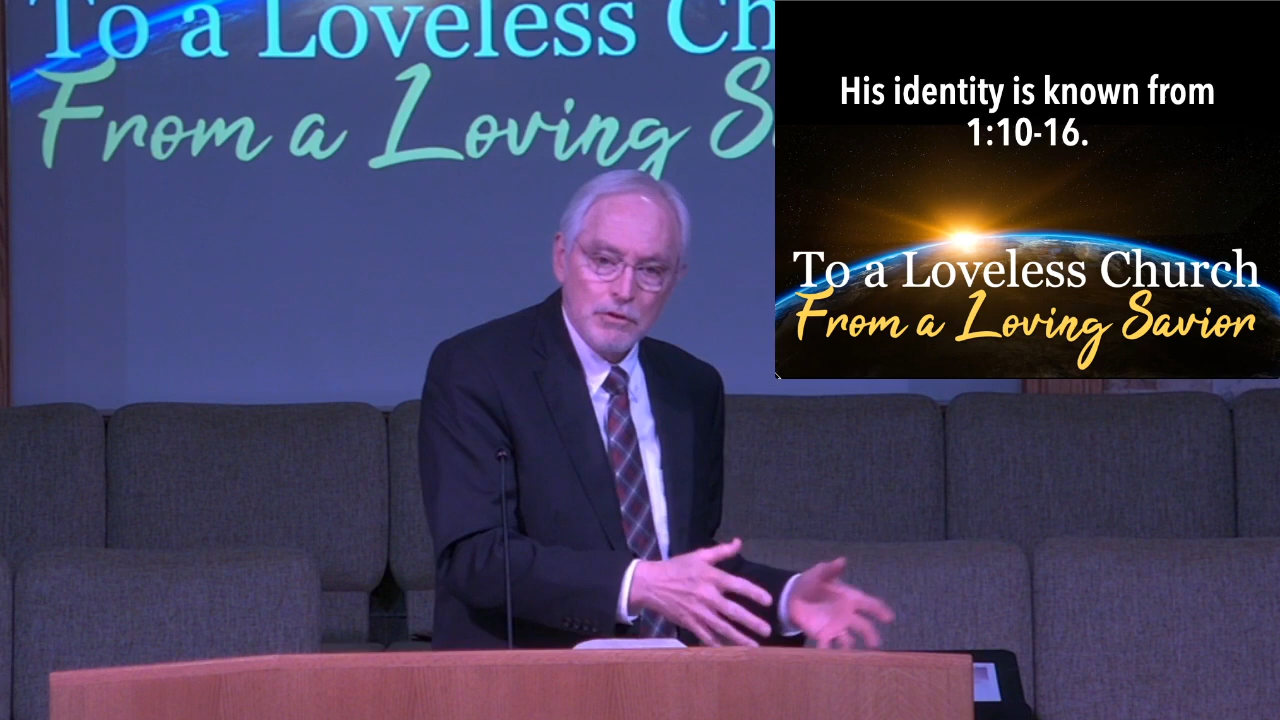 To a Loveless Ch
From a Loving S
His identity is known from
1:10-16.
To a Loveless Church
From a Loving Savior